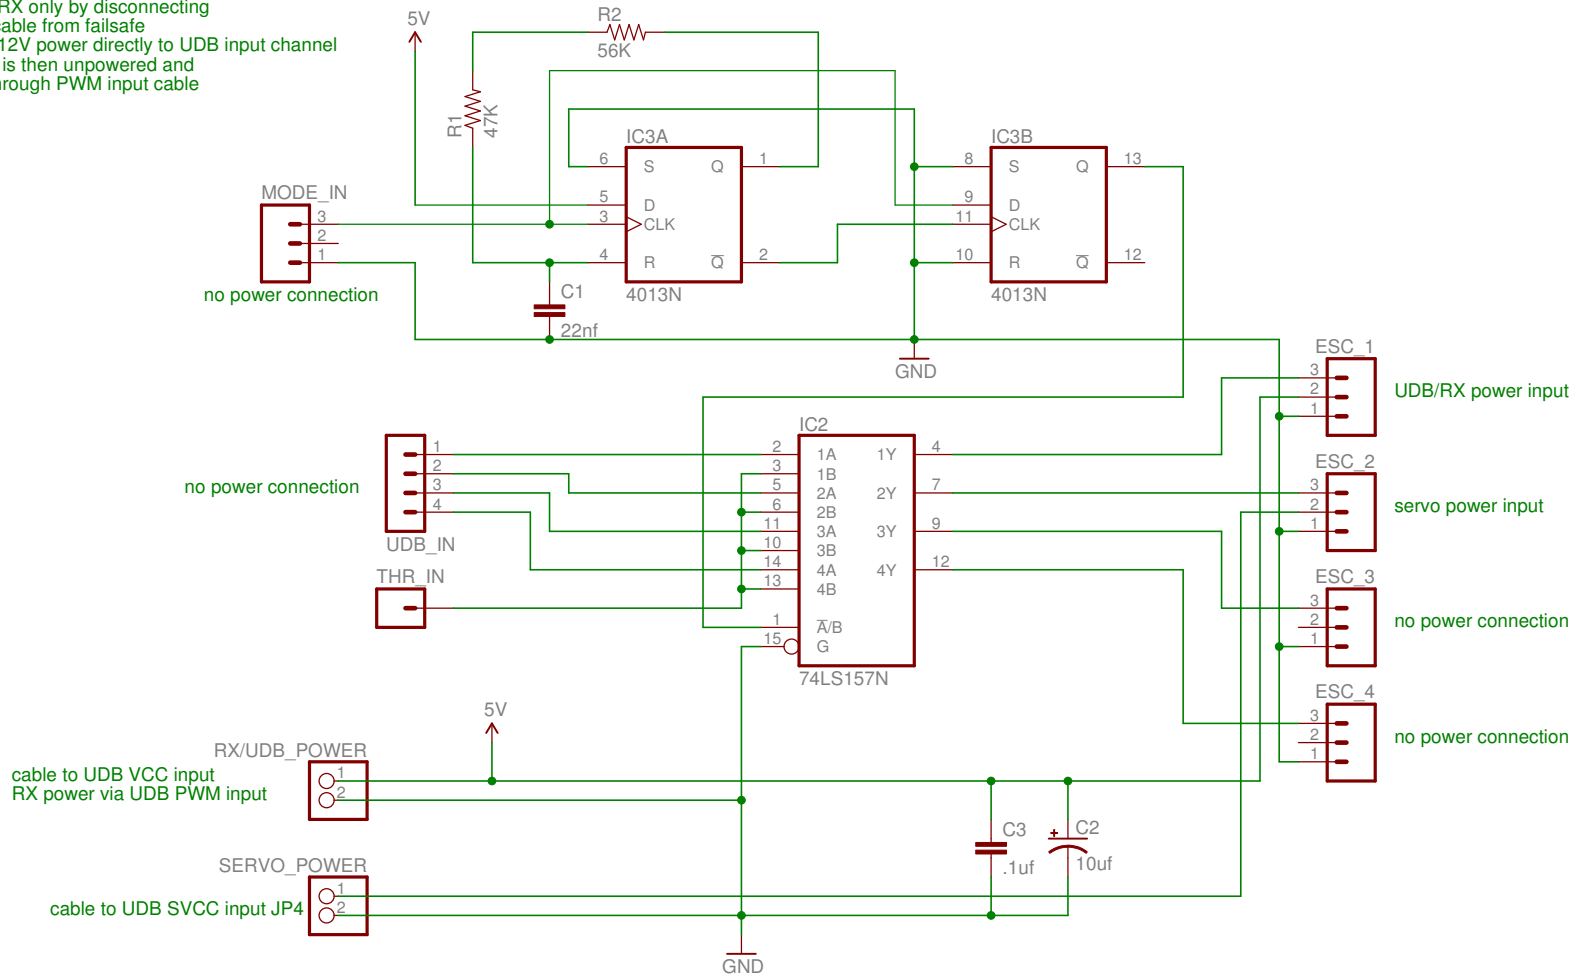 RX only by disconnecting
cable from failsafe
12V power directly to UDB input channel
is then unpowered and
through PWM input cable
5V
R2
56K
R1
47K
IC3A
6 S Q 1
5 D
3 CLK
4 R Q 2
4013N
IC3B
8 S Q 13
9 D
11 CLK
10 R Q 12
4013N
MODE_IN
3
2
1
no power connection
C1
22nf
GND
ESC_1
3
2
1
UDB/RX power input
IC2
2 1A 1Y 4
3 1B
5 2A 2Y 7
6 2B
11 3A 3Y 9
10 3B
14 4A 4Y 12
13 4B
1 A/B
15 G
74LS157N
1
2
3
4
no power connection
UDB_IN
THR_IN
ESC_2
3
2
1
servo power input
ESC_3
3
2
1
no power connection
ESC_4
3
2
1
no power connection
5V
RX/UDB_POWER
1
2
cable to UDB VCC input
RX power via UDB PWM input
C3
.1uf
+
C2
10uf
SERVO_POWER
1
2
cable to UDB SVCC input JP4
GND